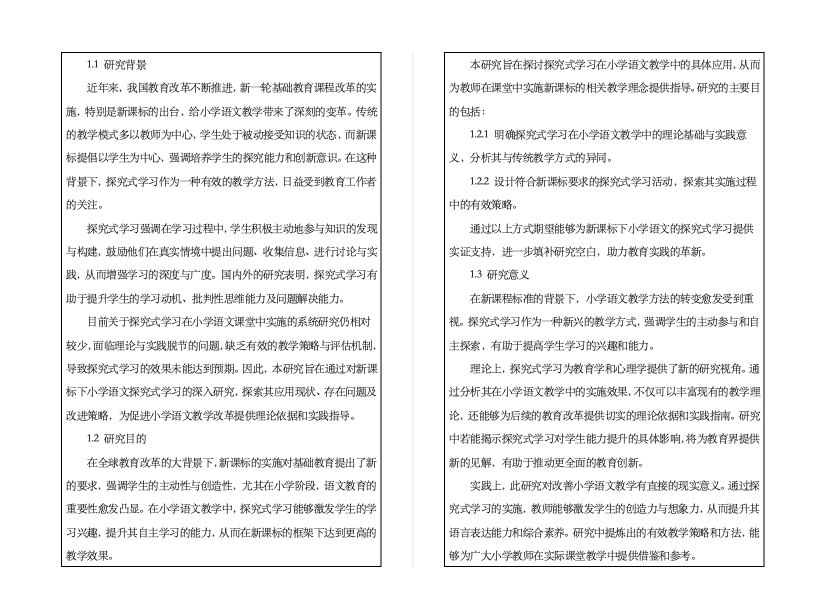 1.1 研究背景
近年来，我国教育改革不断推进，新一轮基础教育课程改革的实
施，特别是新课标的出台，给小学语文教学带来了深刻的变革。传统
的教学模式多以教师为中心，学生处于被动接受知识的状态，而新课
标提倡以学生为中心，强调培养学生的探究能力和创新意识。在这种
背景下，探究式学习作为一种有效的教学方法，日益受到教育工作者
的关注。
探究式学习强调在学习过程中，学生积极主动地参与知识的发现
与构建，鼓励他们在真实情境中提出问题、收集信息、进行讨论与实
践，从而增强学习的深度与广度。国内外的研究表明，探究式学习有
助于提升学生的学习动机、批判性思维能力及问题解决能力。
目前关于探究式学习在小学语文课堂中实施的系统研究仍相对
较少，面临理论与实践脱节的问题，缺乏有效的教学策略与评估机制，
导致探究式学习的效果未能达到预期。因此，本研究旨在通过对新课
标下小学语文探究式学习的深入研究，探索其应用现状、存在问题及
改进策略，为促进小学语文教学改革提供理论依据和实践指导。
1.2 研究目的
在全球教育改革的大背景下，新课标的实施对基础教育提出了新
的要求，强调学生的主动性与创造性，尤其在小学阶段，语文教育的
重要性愈发凸显。在小学语文教学中，探究式学习能够激发学生的学
习兴趣，提升其自主学习的能力，从而在新课标的框架下达到更高的
教学效果。
本研究旨在探讨探究式学习在小学语文教学中的具体应用，从而
为教师在课堂中实施新课标的相关教学理念提供指导。研究的主要目
的包括：
1.2.1 明确探究式学习在小学语文教学中的理论基础与实践意
义，分析其与传统教学方式的异同。
1.2.2 设计符合新课标要求的探究式学习活动，探索其实施过程
中的有效策略。
通过以上方式期望能够为新课标下小学语文的探究式学习提供
实证支持，进一步填补研究空白，助力教育实践的革新。
1.3 研究意义
在新课程标准的背景下，小学语文教学方法的转变愈发受到重
视。探究式学习作为一种新兴的教学方式，强调学生的主动参与和自
主探索，有助于提高学生学习的兴趣和能力。
理论上，探究式学习为教育学和心理学提供了新的研究视角。通
过分析其在小学语文教学中的实施效果，不仅可以丰富现有的教学理
论，还能够为后续的教育改革提供切实的理论依据和实践指南。研究
中若能揭示探究式学习对学生能力提升的具体影响，将为教育界提供
新的见解，有助于推动更全面的教育创新。
实践上，此研究对改善小学语文教学有直接的现实意义。通过探
究式学习的实施，教师能够激发学生的创造力与想象力，从而提升其
语言表达能力和综合素养。研究中提炼出的有效教学策略和方法，能
够为广大小学教师在实际课堂教学中提供借鉴和参考。